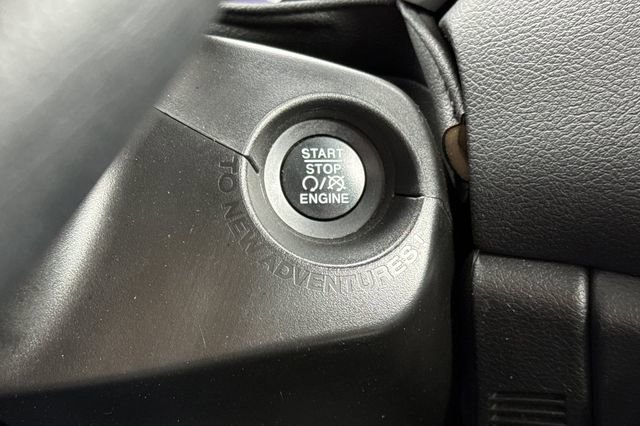 START
STOP
ENGINE
TO NEW ADVENTURES